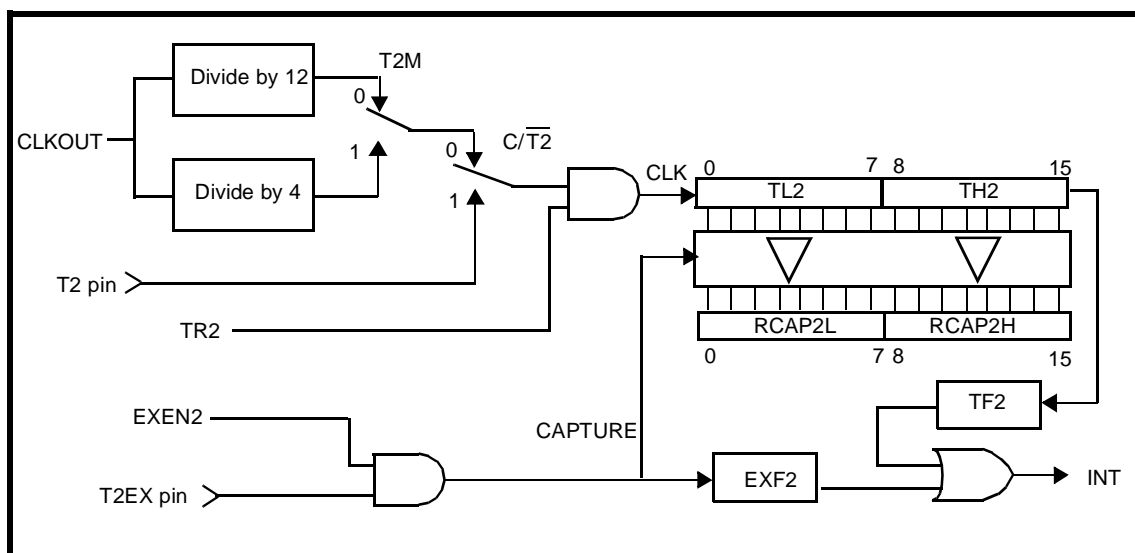 Divide by 12
T2M
0
CLKOUT
1
Divide by 4
C/T2
0
1
CLK
0
7
8
15
TL2
TH2
T2 pin
TR2
RCAP2L
RCAP2H
0
7
8
15
EXEN2
CAPTURE
TF2
T2EX pin
EXF2
INT